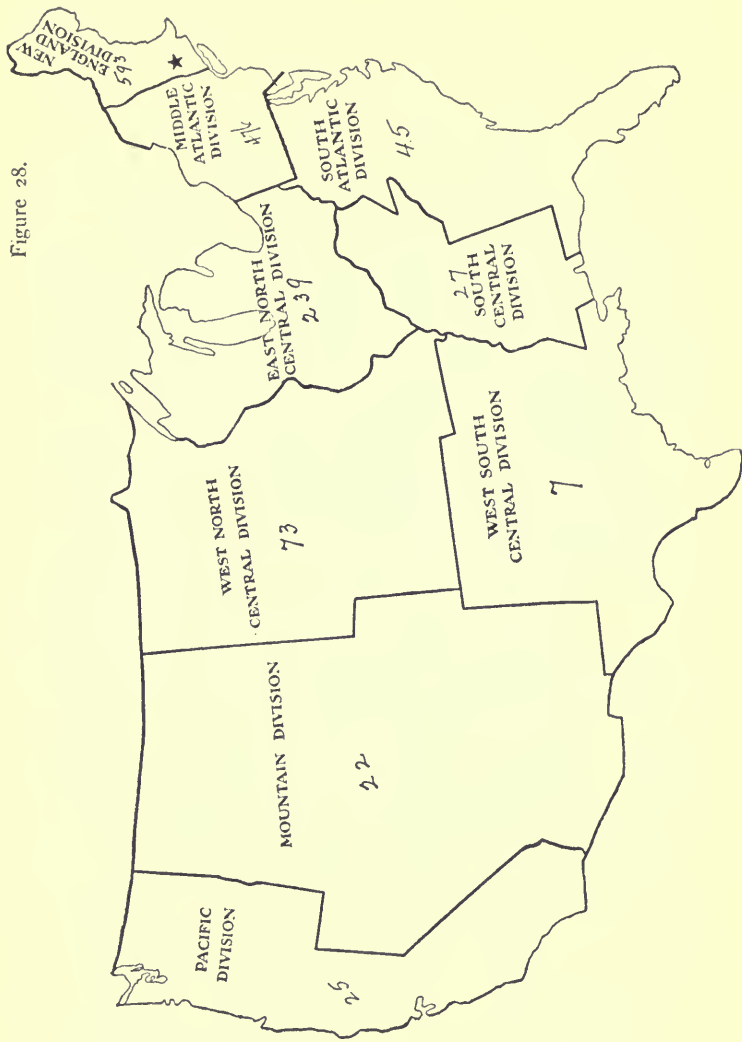 Figure 28.
NEW
ENGLAND
DIVISION
593
MIDDLE
ATLANTIC
DIVISION
SOUTH
ATLANTIC
DIVISION
45
EAST NORTH
CENTRAL DIVISION
239
27
SOUTH
CENTRAL
DIVISION
WEST NORTH
CENTRAL DIVISION
73
WEST SOUTH
CENTRAL DIVISION
7
MOUNTAIN DIVISION
22
PACIFIC
DIVISION
25